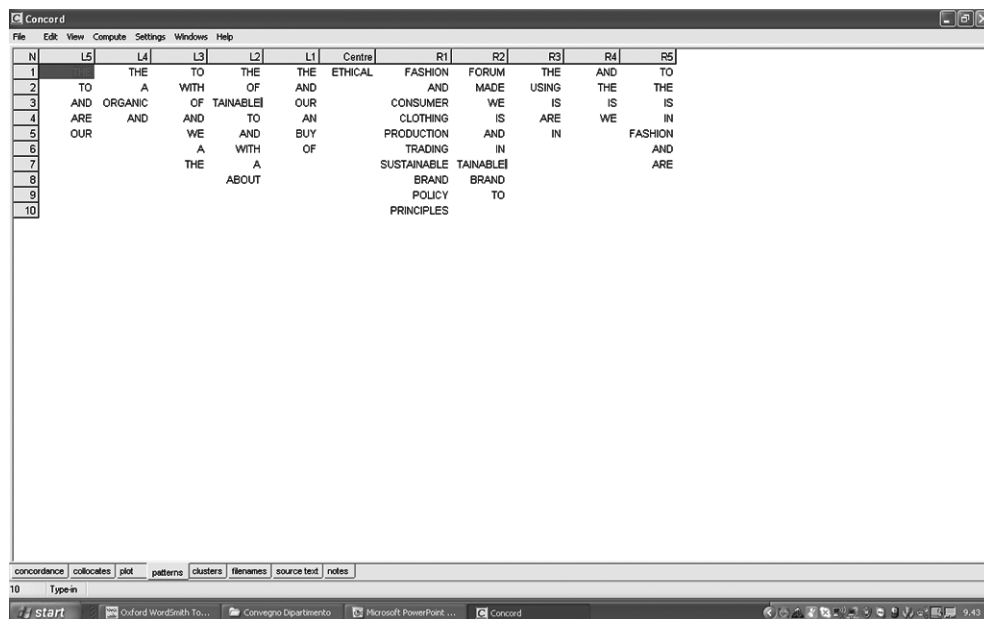 Concord
File Edit View Compute Settings Windows Help
N L5 L4 L3 L2 L1 Centre R1 R2 R3 R4 R5
1 THE THE TO THE THE ETHICAL FASHION FORUM THE AND TO
2 TO A WITH OF AND AND MADE USING THE THE
3 AND ORGANIC OF TAINABLE OUR CONSUMER WE IS IS IS
4 ARE AND AND TO AN CLOTHING IS ARE WE IN
5 OUR WE AND BUY PRODUCTION AND IN FASHION
6 A WITH OF TRADING IN AND
7 THE A SUSTAINABLE TAINABLE ARE
8 ABOUT BRAND BRAND
9 POLICY TO
10 PRINCIPLES
concordance collocates plot patterns clusters filenames source text notes
10 Type-in
start Oxford WordSmith To... Convegno Dipartimento Microsoft PowerPoint ... Concord 9.43